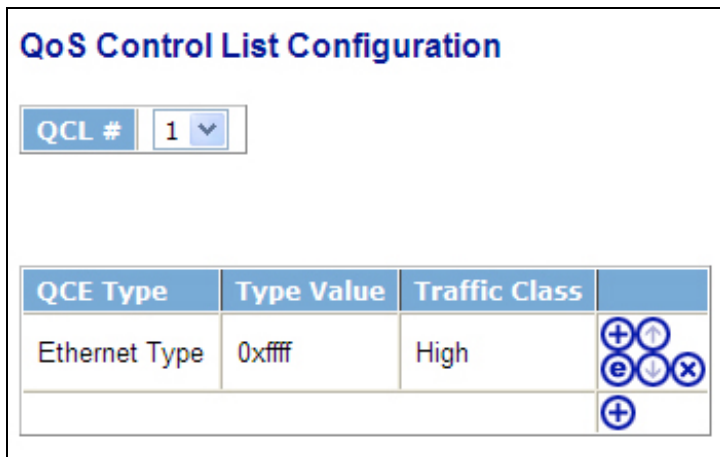 QoS Control List Configuration
QCL # 1
QCE Type Type Value Traffic Class
Ethernet Type 0xffff High
e